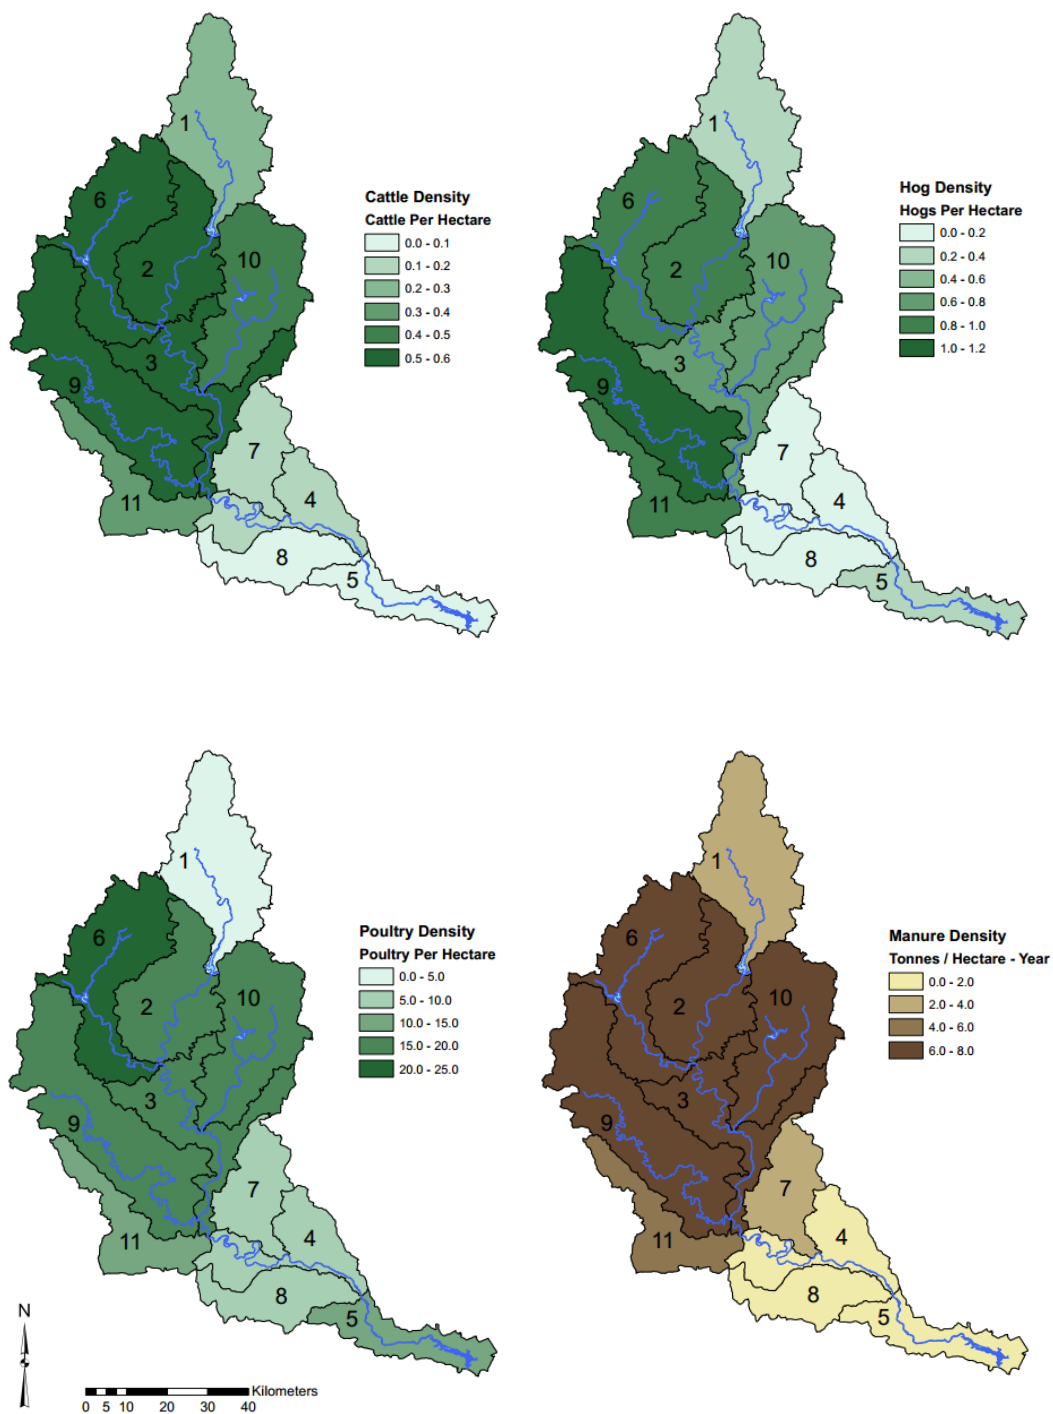 1
6
2
10
3
9
7
4
11
8
5
Cattle Density
Cattle Per Hectare
0.0 - 0.1
0.1 - 0.2
0.2 - 0.3
0.3 - 0.4
0.4 - 0.5
0.5 - 0.6
1
6
2
10
3
9
7
4
11
8
5
Hog Density
Hogs Per Hectare
0.0 - 0.2
0.2 - 0.4
0.4 - 0.6
0.6 - 0.8
0.8 - 1.0
1.0 - 1.2
1
6
2
10
3
9
7
4
11
8
5
Poultry Density
Poultry Per Hectare
0.0 - 5.0
5.0 - 10.0
10.0 - 15.0
15.0 - 20.0
20.0 - 25.0
1
6
2
10
3
9
7
4
11
8
5
Manure Density
Tonnes / Hectare - Year
0.0 - 2.0
2.0 - 4.0
4.0 - 6.0
6.0 - 8.0
N
Kilometers
0 5 10 20 30 40